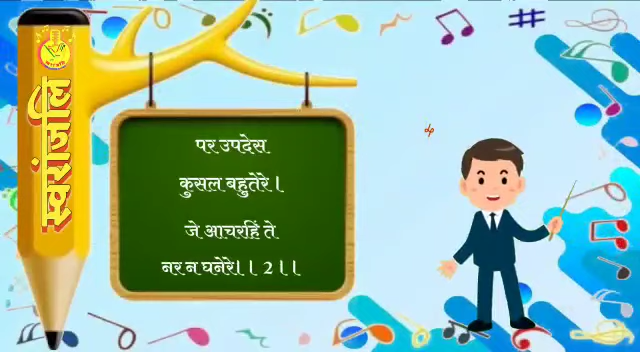 स्वरांजलि
पर उपदेस
कुसल बहुतेरे।
जे आचरहिं ते
नर न घनेरे।। 2।।